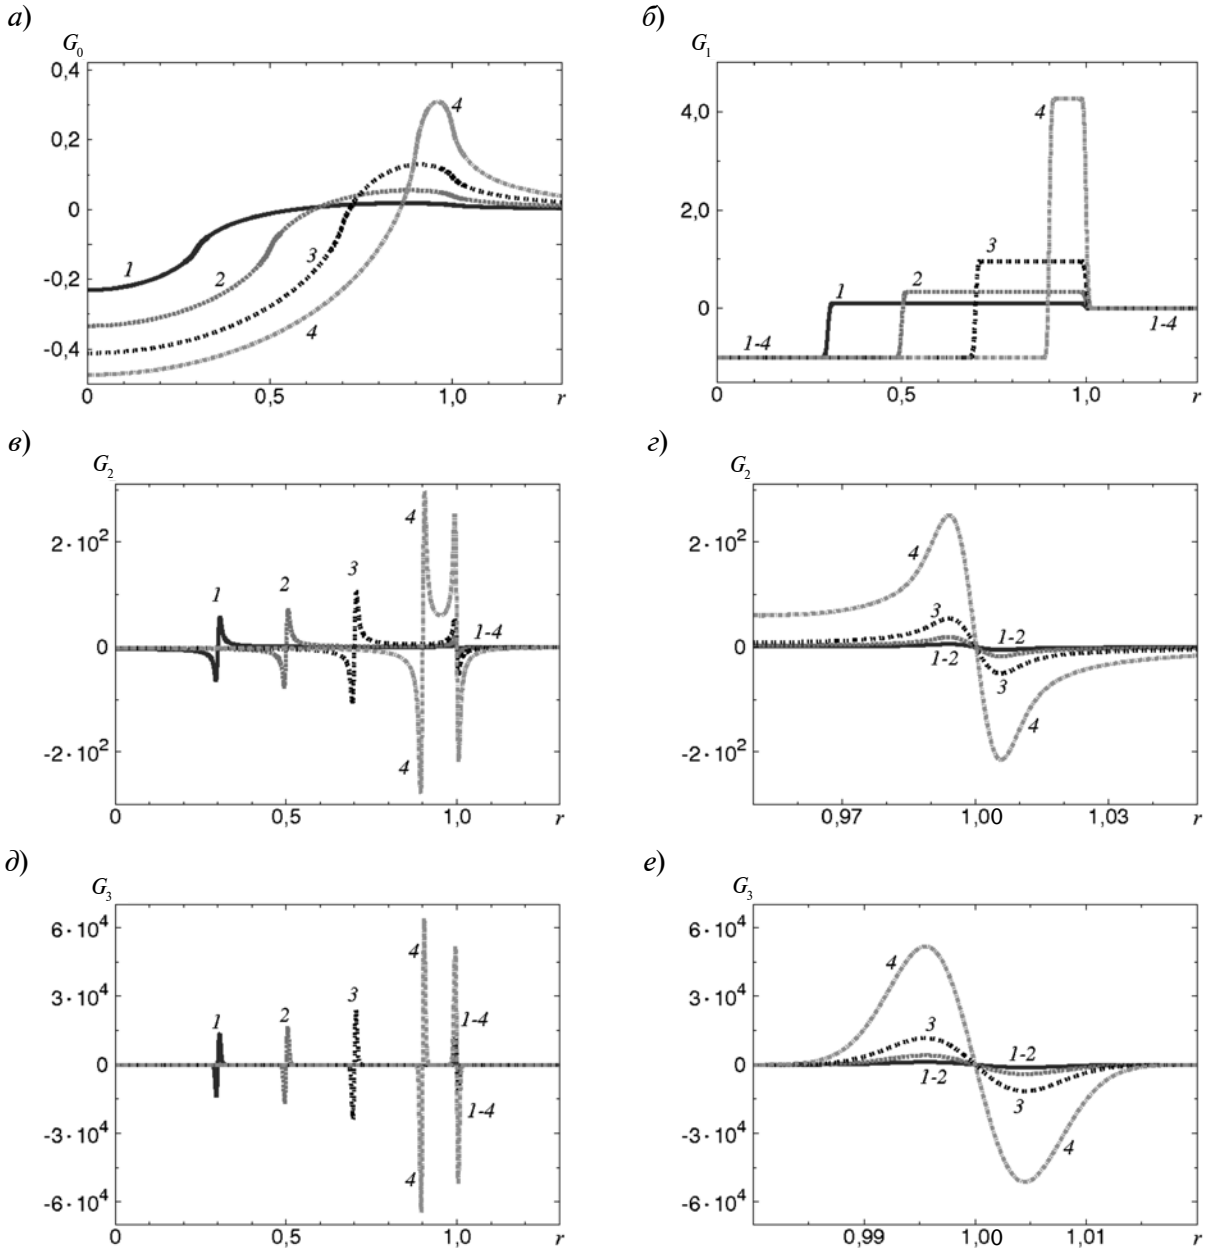 а)
G0
0,4
0,2
0
-0,2
-0,4
0 0,5 1,0 r
1 2 3 4 4
б)
G1
4,0
2,0
0
0 0,5 1,0 r
1-4 1 2 3 4 1-4
в)
G2
2·10²
0
-2·10²
0 0,5 1,0 r
1 2 3 4 4 1-4
г)
G2
2·10²
0
-2·10²
0,97 1,00 1,03 r
4 3 1-2 1-2 3 4
д)
G3
6·10⁴
3·10⁴
0
-3·10⁴
-6·10⁴
0 0,5 1,0 r
1 2 3 4 4 1-4 1-4
е)
G3
6·10⁴
3·10⁴
0
-3·10⁴
-6·10⁴
0,99 1,00 1,01 r
4 3 1-2 1-2 3 4